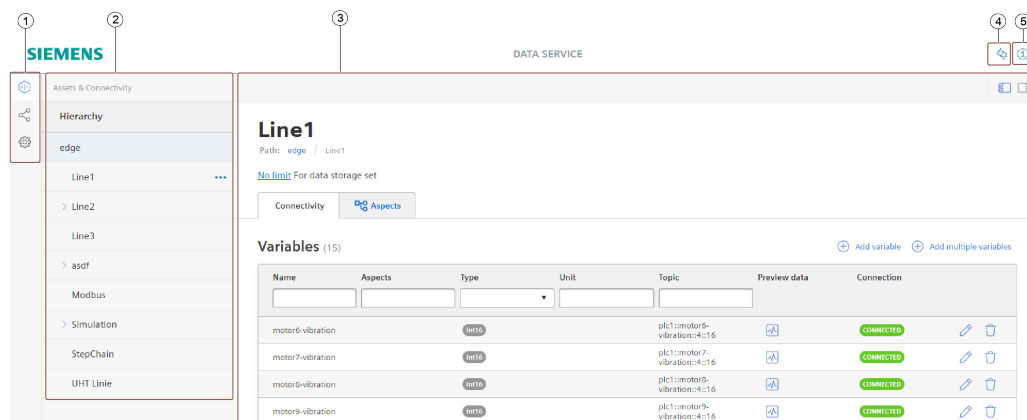 1 2 3 4 5
SIEMENS DATA SERVICE
Assets & Connectivity
Hierarchy
edge
Line1
Line2
Line3
asdf
Modbus
Simulation
StepChain
UHT Linie
Line1
Path: edge / Line1
No limit For data storage set
Connectivity Aspects
Variables (15) Add variable Add multiple variables
Name Aspects Type Unit Topic Preview data Connection
motor6-vibration Int16 plc1::motor6-
vibration::4::16 CONNECTED
motor7-vibration Int16 plc1::motor7-
vibration::4::16 CONNECTED
motor8-vibration Int16 plc1::motor8-
vibration::4::16 CONNECTED
motor9-vibration Int16 plc1::motor9-
vibration::4::16 CONNECTED